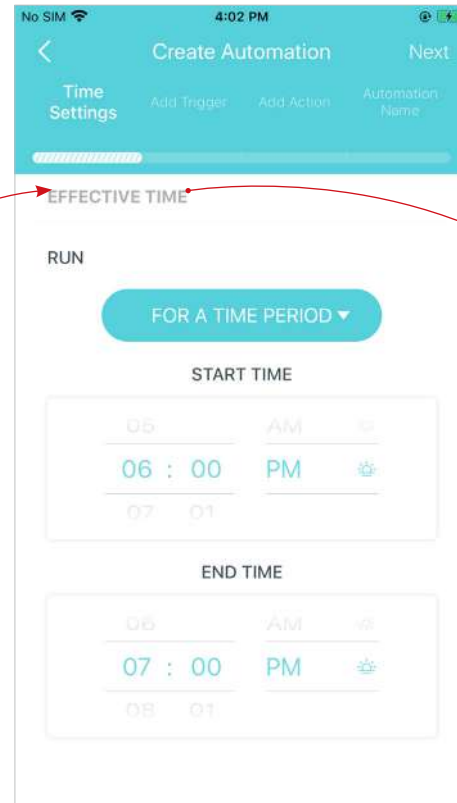 No SIM 4:02 PM
Create Automation Next
Time Settings Add Trigger Add Action Automation Name
EFFECTIVE TIME
RUN
FOR A TIME PERIOD
START TIME
05 AM
06 : 00 PM
07 01
END TIME
06 AM
07 : 00 PM
08 01